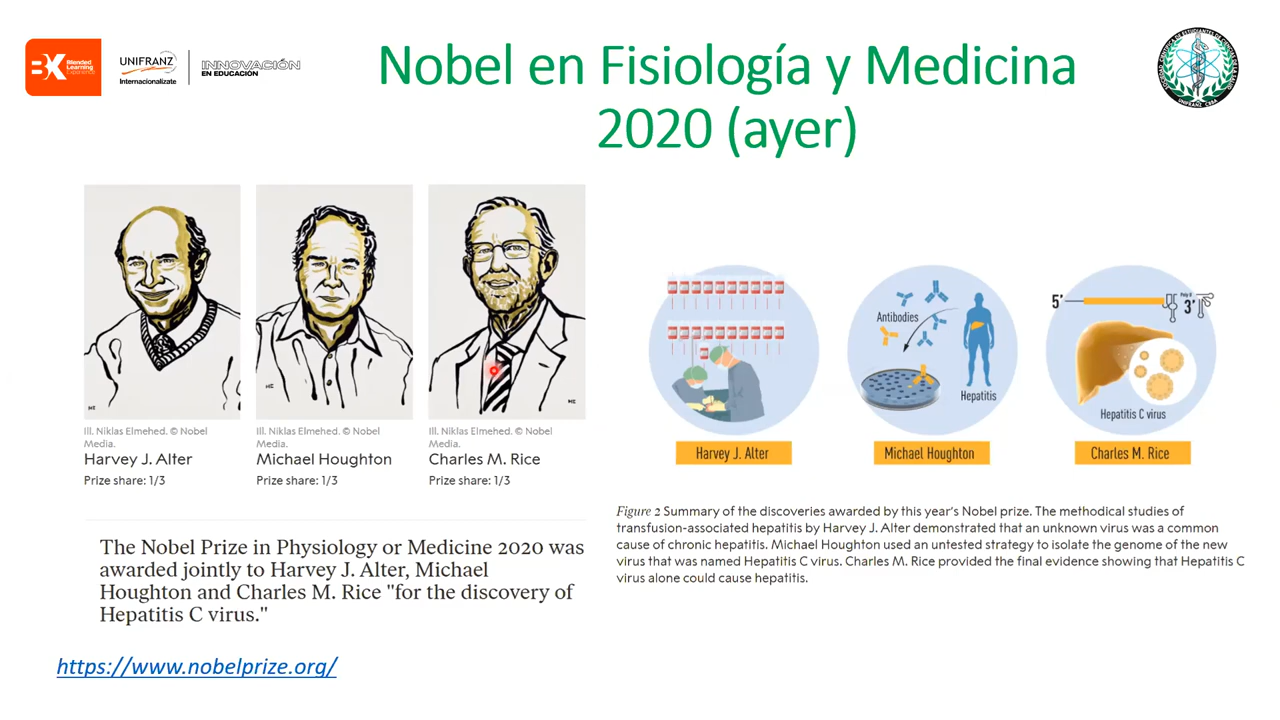 BX Blended Learning Experience
UNIFRANZ
Internacionalízate
INNOVACIÓN
EN EDUCACIÓN
Nobel en Fisiología y Medicina
2020 (ayer)
Ill. Niklas Elmehed. © Nobel
Media.
Harvey J. Alter
Prize share: 1/3
Ill. Niklas Elmehed. © Nobel
Media.
Michael Houghton
Prize share: 1/3
Ill. Niklas Elmehed. © Nobel
Media.
Charles M. Rice
Prize share: 1/3
The Nobel Prize in Physiology or Medicine 2020 was
awarded jointly to Harvey J. Alter, Michael
Houghton and Charles M. Rice "for the discovery of
Hepatitis C virus."
https://www.nobelprize.org/
Harvey J. Alter
Antibodies
Hepatitis
Michael Houghton
5'
3'
Hepatitis C virus
Charles M. Rice
Figure 2 Summary of the discoveries awarded by this year's Nobel prize. The methodical studies of
transfusion-associated hepatitis by Harvey J. Alter demonstrated that an unknown virus was a common
cause of chronic hepatitis. Michael Houghton used an untested strategy to isolate the genome of the new
virus that was named Hepatitis C virus. Charles M. Rice provided the final evidence showing that Hepatitis C
virus alone could cause hepatitis.